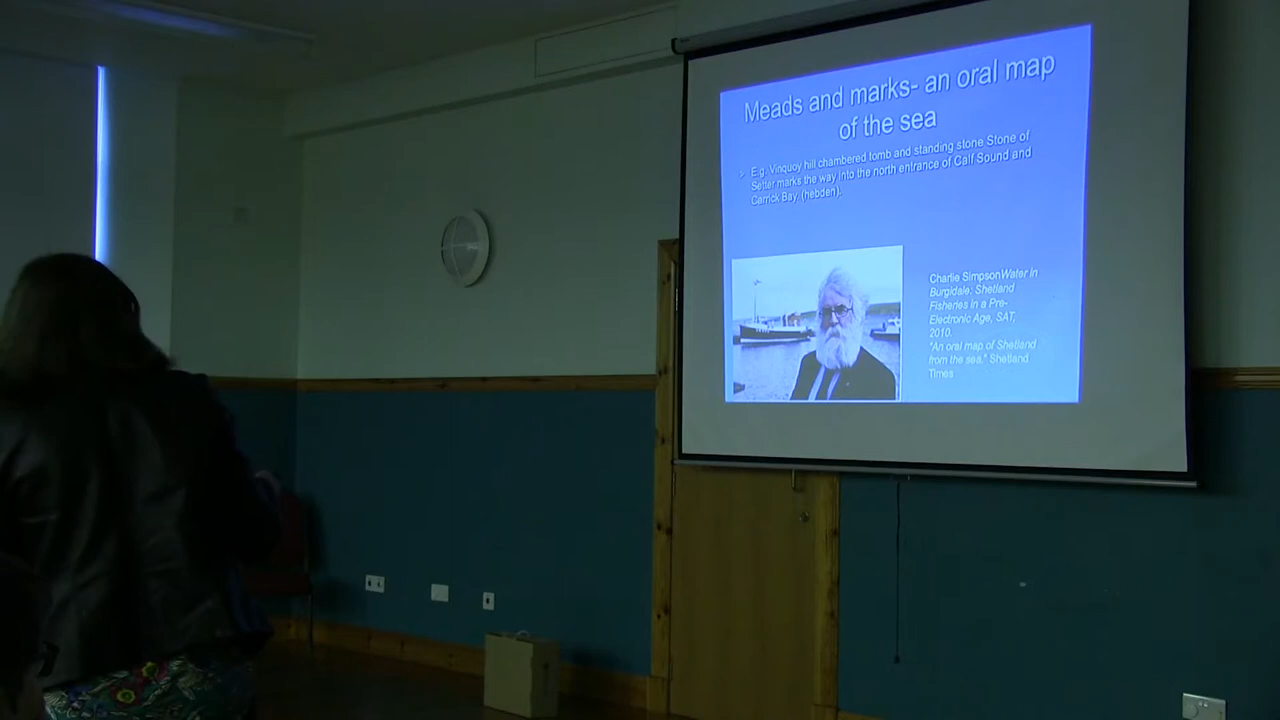 Meads and marks- an oral map
of the sea
E.g. Vinquoy hill chambered tomb and standing stone Stone of
Setter marks the way into the north entrance of Calf Sound and
Carrick Bay. (hebden).
Charlie SimpsonWater in
Burgidale: Shetland
Fisheries in a Pre-
Electronic Age, SAT,
2010.
"An oral map of Shetland
from the sea." Shetland
Times